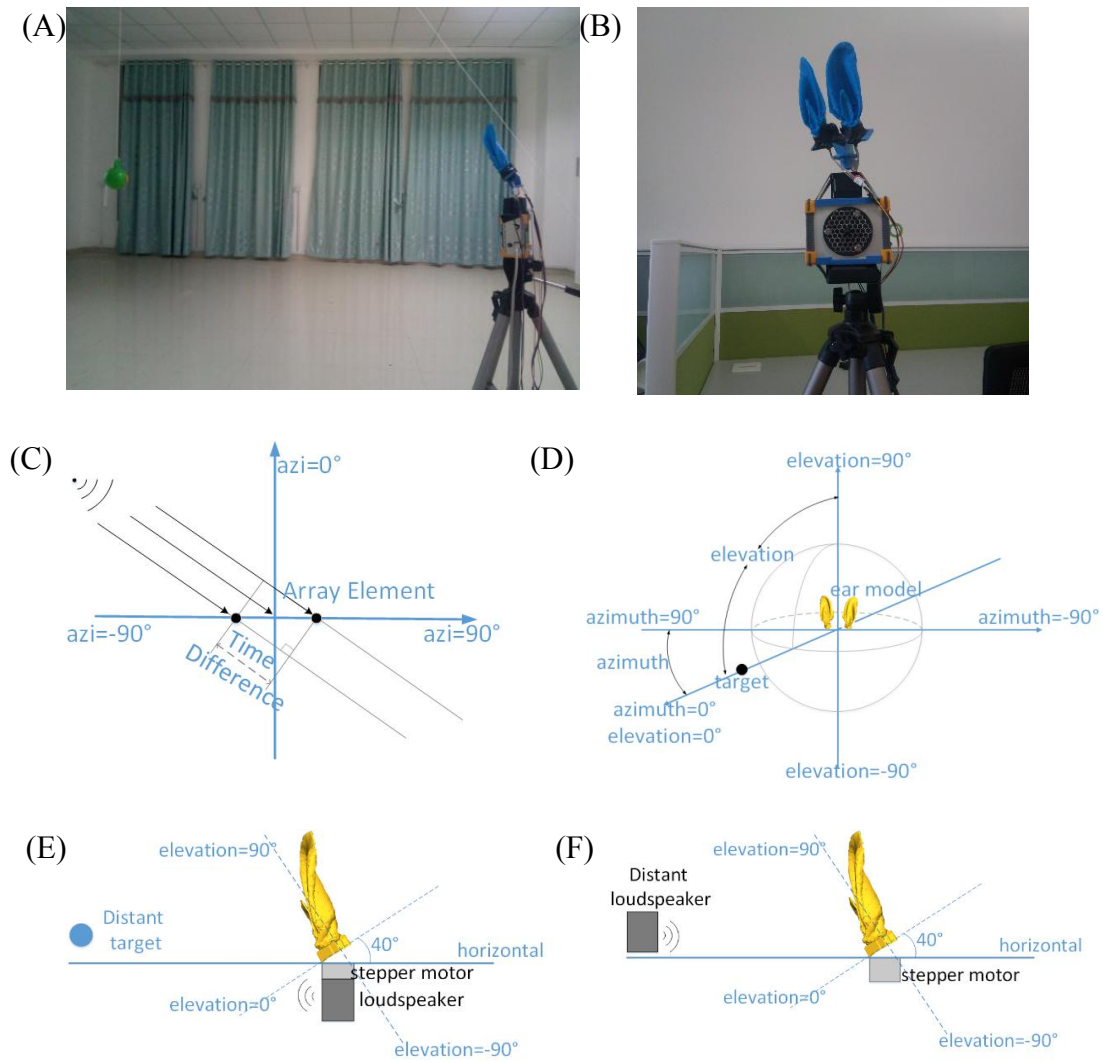 (A)
(B)
(C)
azi=0°
Array Element
azi=-90°
azi=90°
Time
Difference
(D)
elevation=90°
elevation
ear model
azimuth=90°
azimuth=-90°
azimuth
target
azimuth=0°
elevation=0°
elevation=-90°
(E)
elevation=90°
Distant
target
40°
horizontal
stepper motor
loudspeaker
elevation=0°
elevation=-90°
(F)
elevation=90°
Distant
loudspeaker
40°
horizontal
stepper motor
elevation=0°
elevation=-90°